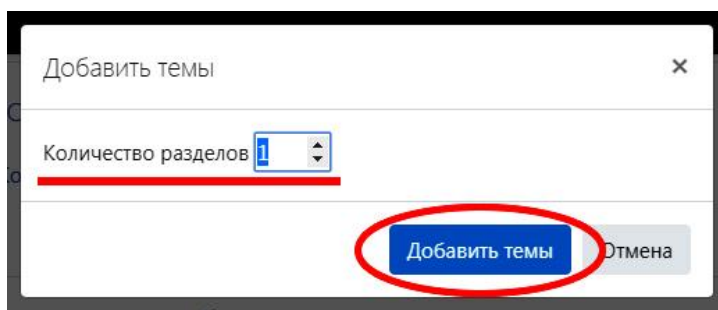 Добавить темы ×
Количество разделов 1
Добавить темы Отмена